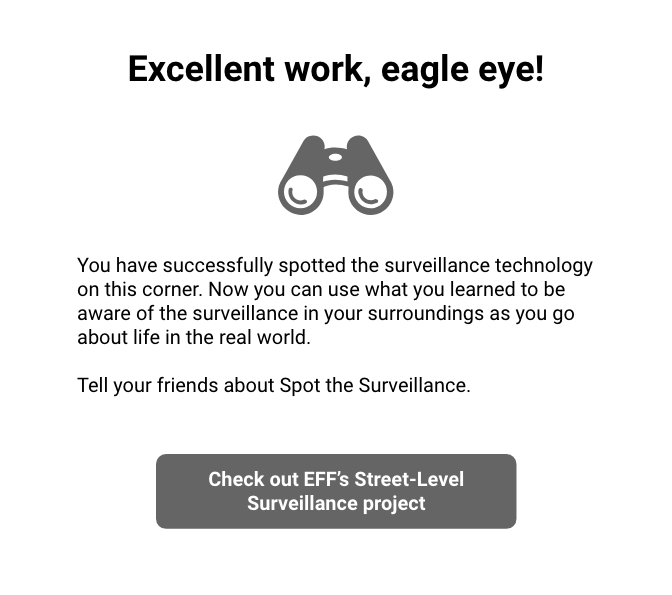 Excellent work, eagle eye!
You have successfully spotted the surveillance technology
on this corner. Now you can use what you learned to be
aware of the surveillance in your surroundings as you go
about life in the real world.
Tell your friends about Spot the Surveillance.
Check out EFF’s Street-Level
Surveillance project